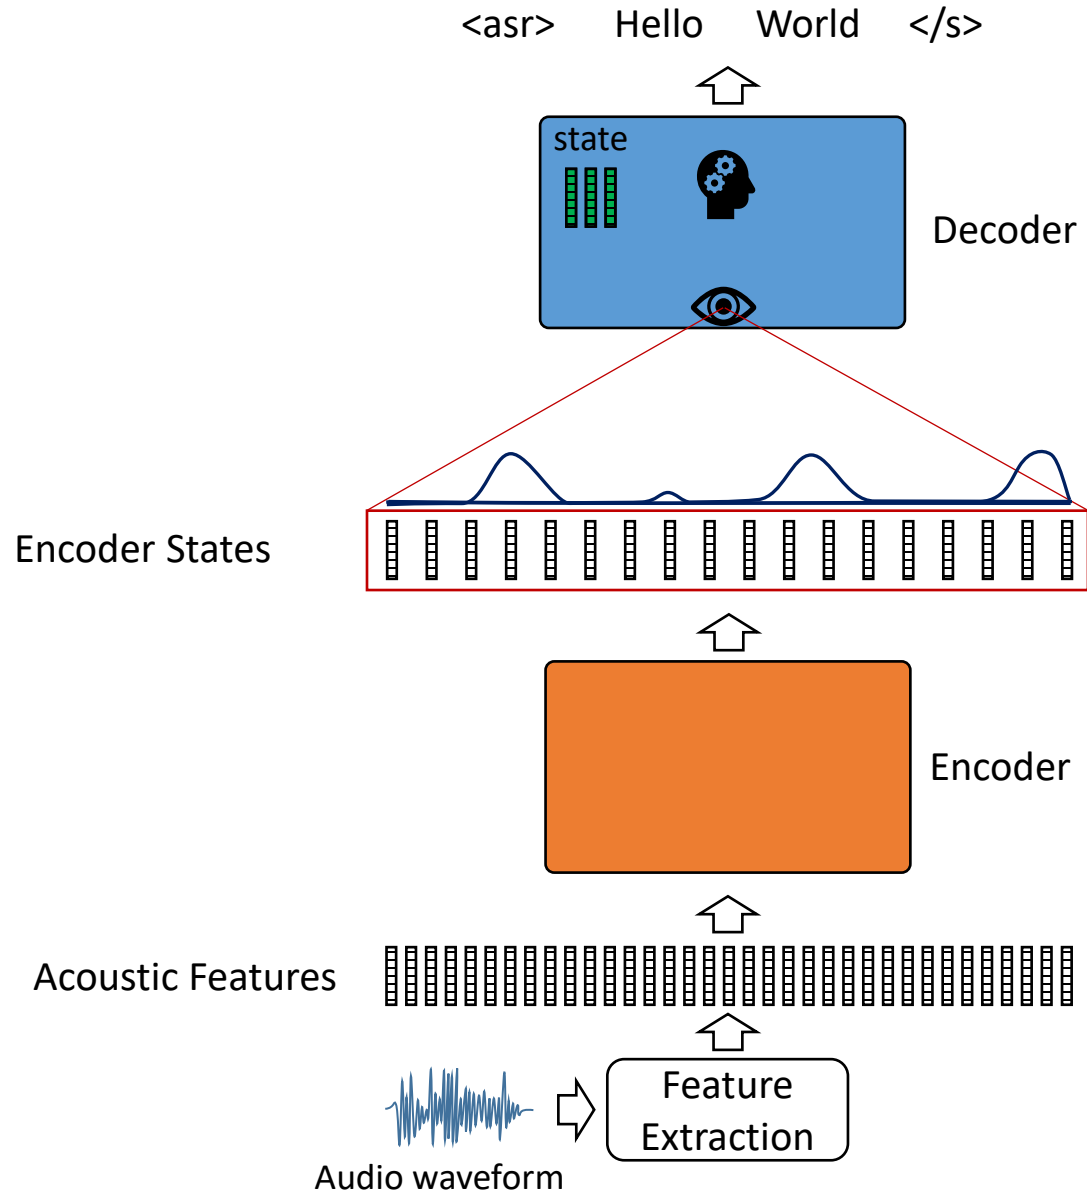 <asr> Hello World </s>
state
Decoder
Encoder States
Encoder
Acoustic Features
Feature
Extraction
Audio waveform